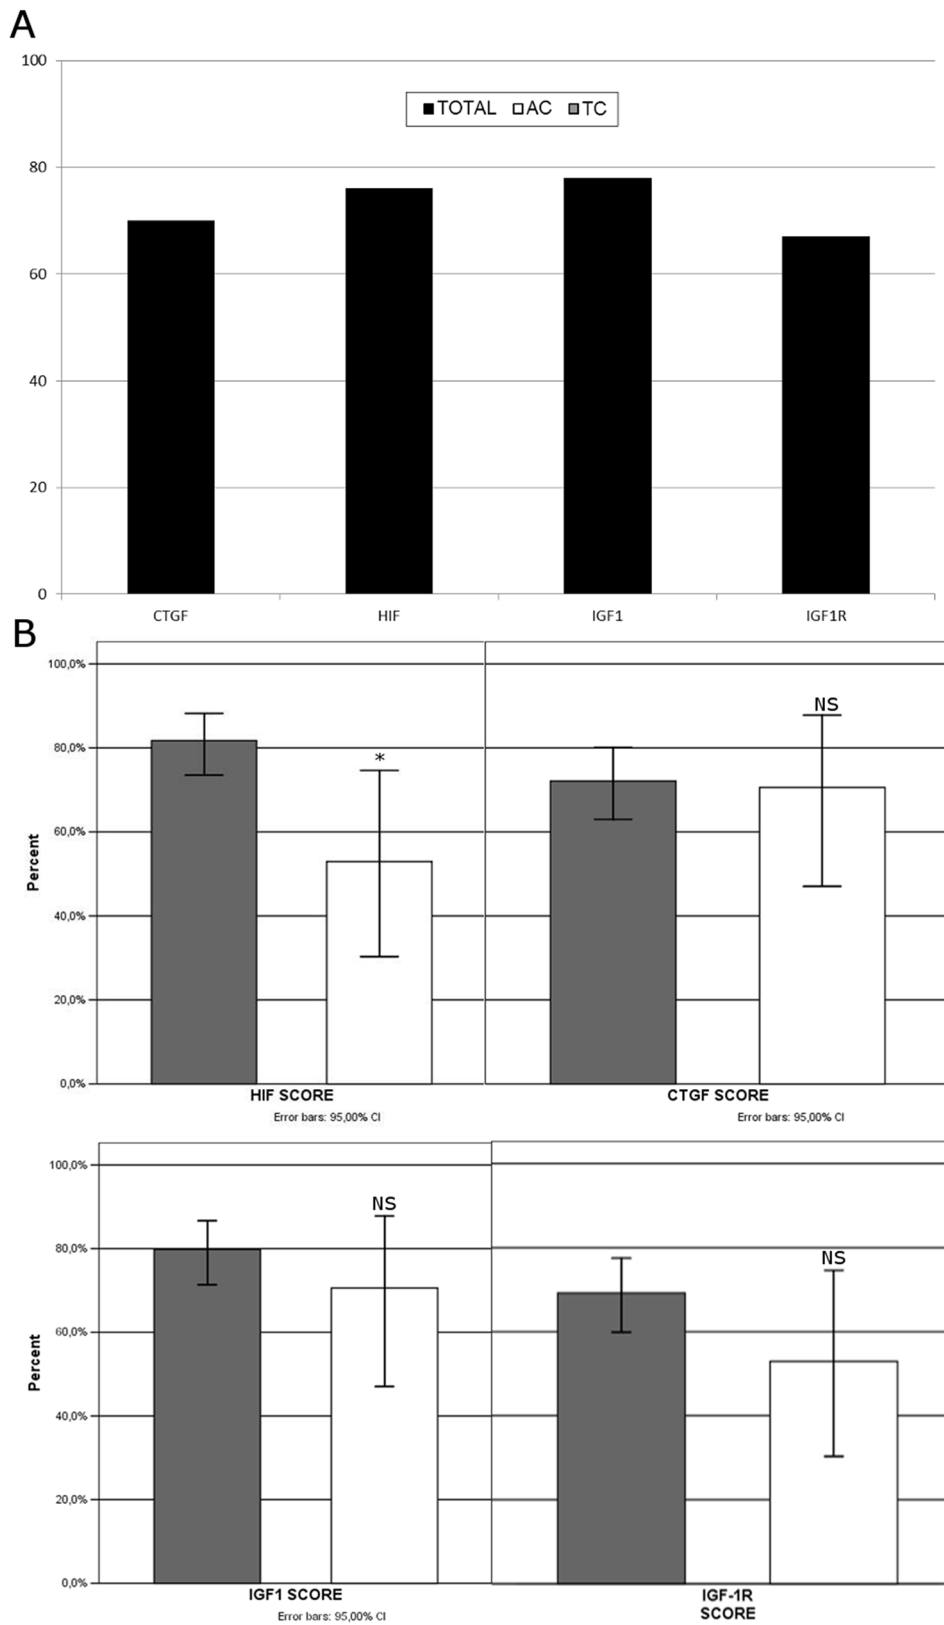 A
100
TOTAL AC TC
80
60
40
20
0
CTGF HIF IGF1 IGF1R
B
100,0%
NS
80,0%
*
60,0%
Percent
40,0%
20,0%
0,0%
HIF SCORE CTGF SCORE
Error bars: 95,00% CI Error bars: 95,00% CI
100,0%
NS
80,0%
NS
60,0%
Percent
40,0%
20,0%
0,0%
IGF1 SCORE IGF-1R
SCORE
Error bars: 95,00% CI